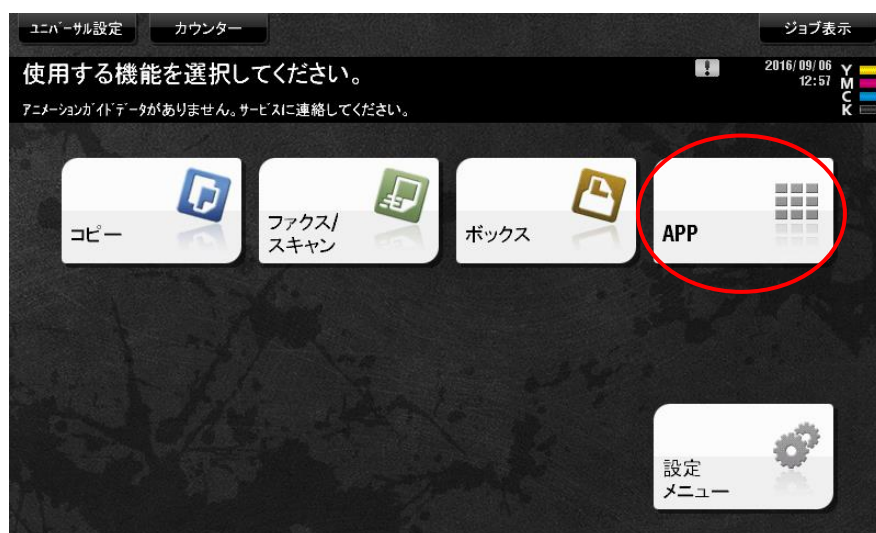 ユニバーサル設定
カウンター
ジョブ表示
使用する機能を選択してください。
2016/09/06
12:57
アニメーションガイドデータがありません。サービスに連絡してください。
Y
M
C
K
コピー
ファクス/
スキャン
ボックス
APP
設定
メニュー